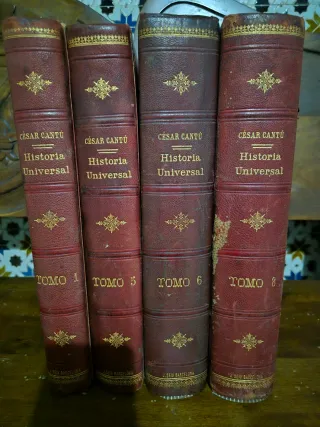 CÉSAR CANTÚ
Historia
Universal
TOMO 1
CÉSAR CANTÚ
Historia
Universal
TOMO 5
CÉSAR CANTÚ
Historia
Universal
TOMO 6
CÉSAR CANTÚ
Historia
Universal
TOMO 8